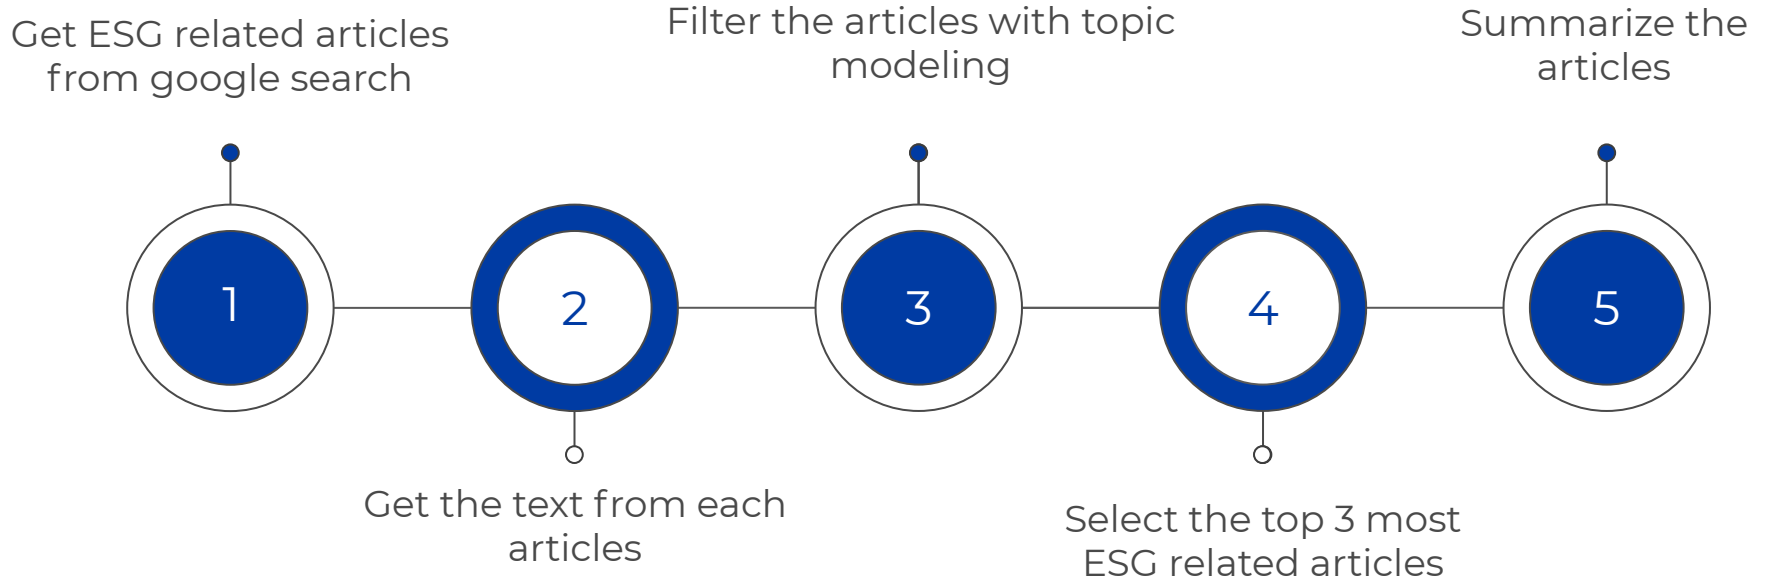 Get ESG related articles
from google search
Filter the articles with topic
modeling
Summarize the
articles
1
2
3
4
5
Get the text from each
articles
Select the top 3 most
ESG related articles